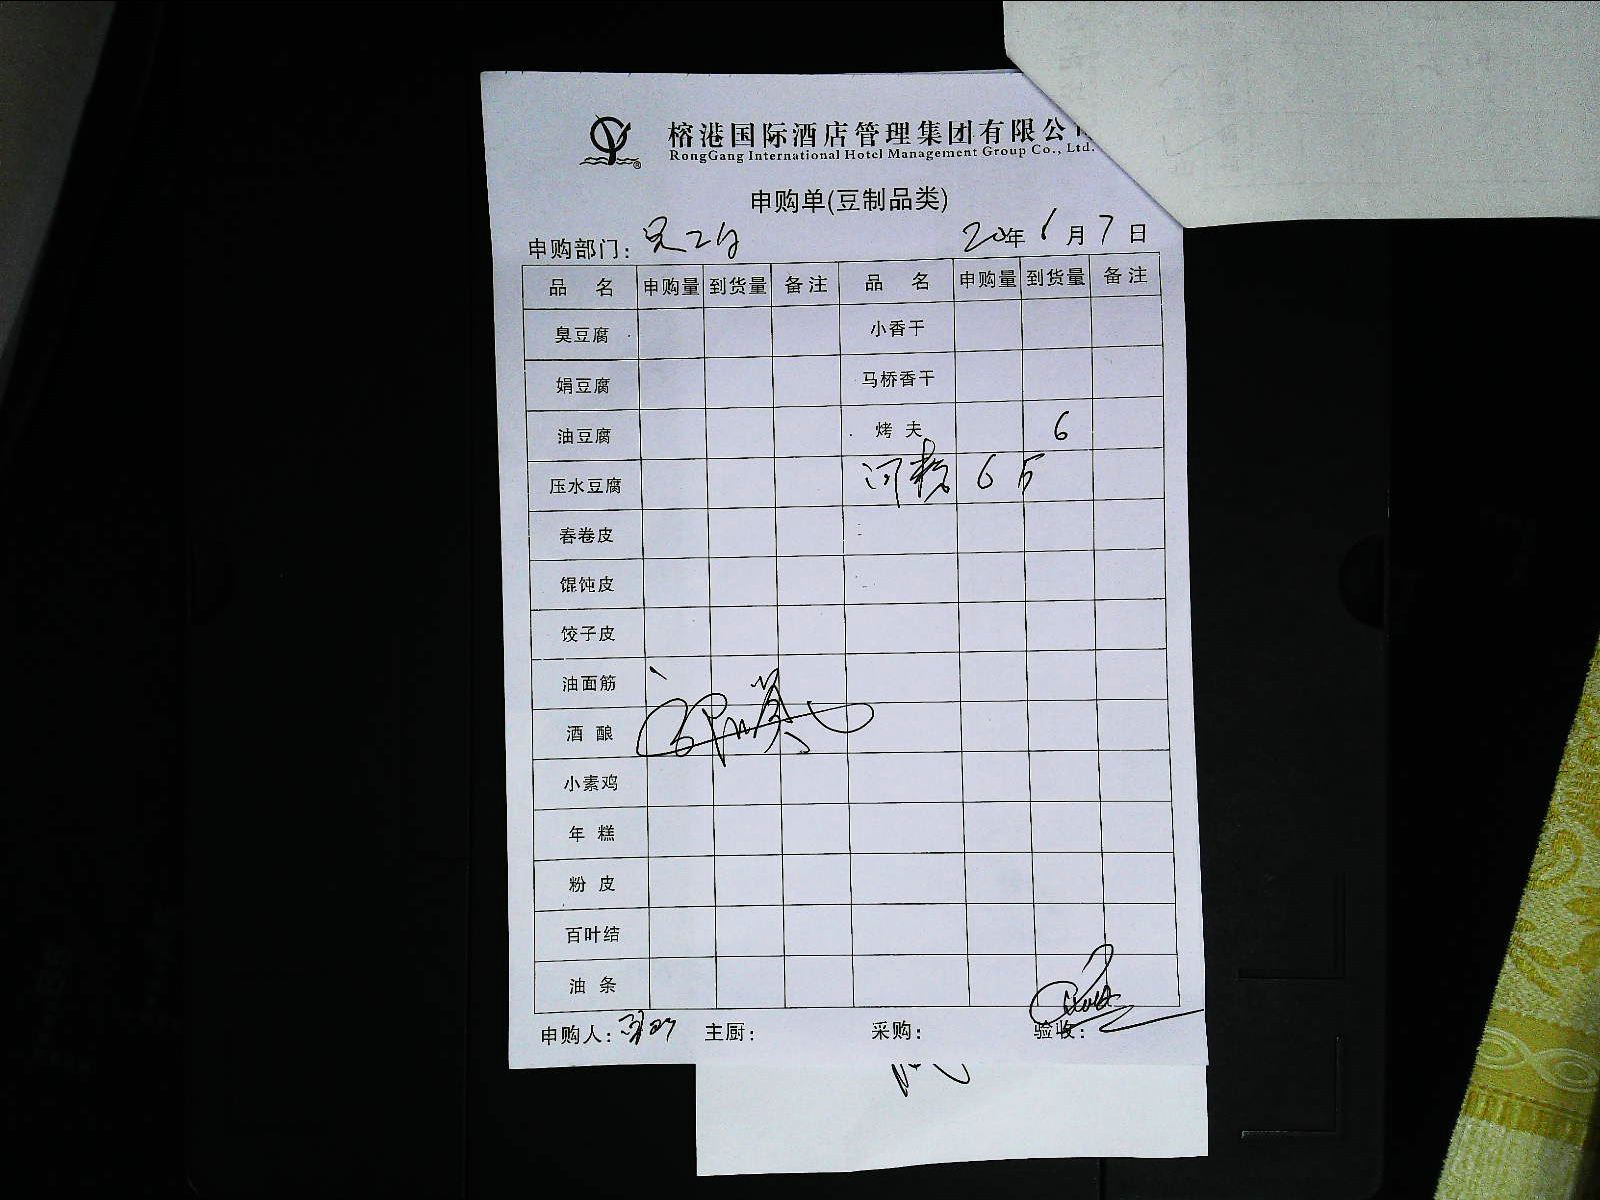 榕港国际酒店管理集团有限公司
RongGang International Hotel Management Group Co., Ltd.
申购单(豆制品类)
申购部门: 20年6月7日
品名 申购量 到货量 备注 品名 申购量 到货量 备注
臭豆腐 小香干
娟豆腐 马桥香干
油豆腐 烤夫 6
压水豆腐 河粉 6斤
春卷皮
馄饨皮
饺子皮
油面筋
酒酿
小素鸡
年糕
粉皮
百叶结
油条
申购人: 主厨: 采购: 验收: